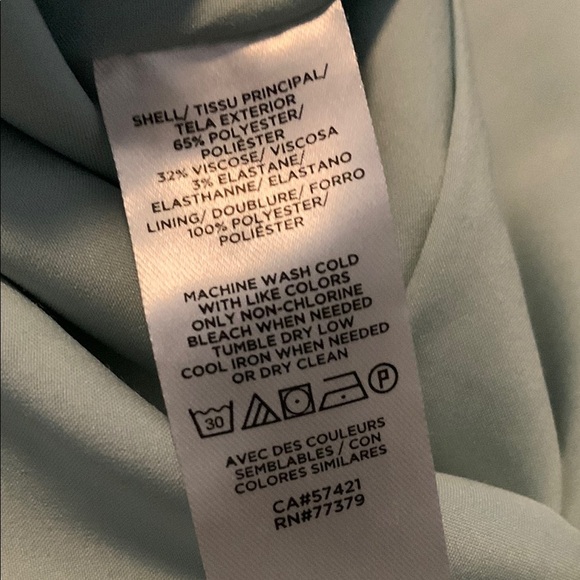 SHELL/ TISSU PRINCIPAL/
TELA EXTERIOR
65% POLYESTER/
POLIÉSTER
32% VISCOSE/ VISCOSA
3% ELASTANE/
ELASTHANNE/ ELASTANO
LINING/ DOUBLURE/ FORRO
100% POLYESTER/
POLIÉSTER
MACHINE WASH COLD
WITH LIKE COLORS
ONLY NON-CHLORINE
BLEACH WHEN NEEDED
TUMBLE DRY LOW
COOL IRON WHEN NEEDED
OR DRY CLEAN
30 P
AVEC DES COULEURS
SEMBLABLES / CON
COLORES SIMILARES
CA#57421
RN#77379